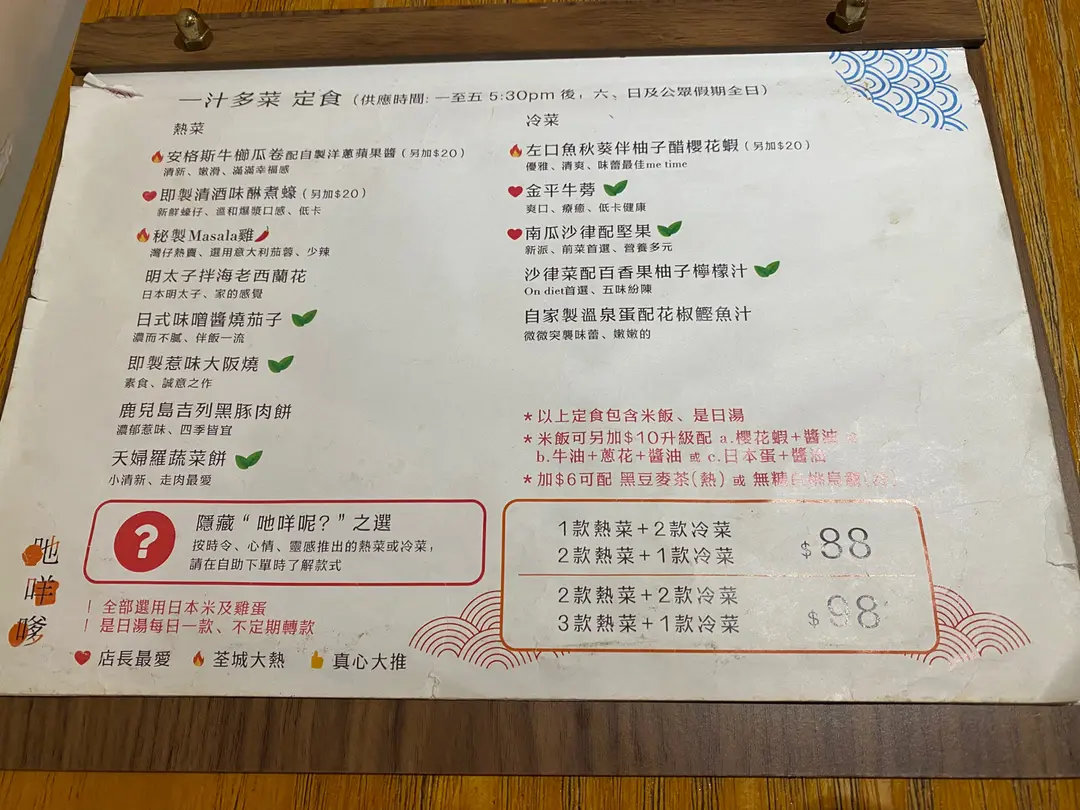 一汁多菜 定食 (供應時間: 一至五 5:30pm 後, 六、日及公眾假期全日)
熱菜
安格斯牛櫛瓜卷配自製洋蔥蘋果醬 (另加$20)
清新、嫩滑、滿滿幸福感
即製清酒味醂煮蠔 (另加$20)
新鮮蠔仔、溫和爆漿口感、低卡
秘製Masala雞
灣仔熱賣、選用意大利茄蓉、少辣
明太子拌海老西蘭花
日本明太子、家的感覺
日式味噌醬燒茄子
濃而不膩、伴飯一流
即製惹味大阪燒
素食、誠意之作
鹿兒島吉列黑豚肉餅
濃郁惹味、四季皆宜
天婦羅蔬菜餅
小清新、走肉最愛
冷菜
左口魚秋葵伴柚子醋櫻花蝦 (另加$20)
優雅、清爽、味蕾最佳me time
金平牛蒡
爽口、療癒、低卡健康
南瓜沙律配堅果
新派、前菜首選、營養多元
沙律菜配百香果柚子檸檬汁
On diet首選、五味紛陳
自家製溫泉蛋配花椒鰹魚汁
微微突襲味蕾、嫩嫩的
*以上定食包含米飯、是日湯
*米飯可另加$10升級配 a.櫻花蝦+醬油
b.牛油+蔥花+醬油 或 c.日本蛋+醬油
*加$6可配 黑豆麥茶(熱) 或 無糖
?
隱藏“吔咩呢?”之選
按時令、心情、靈感推出的熱菜或冷菜,
請在自助下單時了解款式
1款熱菜+2款冷菜
2款熱菜+1款冷菜
$88
2款熱菜+2款冷菜
3款熱菜+1款冷菜
$98
吔咩嗲
| 全部選用日本米及雞蛋
| 是日湯每日一款、不定期轉款
店長最愛 荃城大熱 真心大推